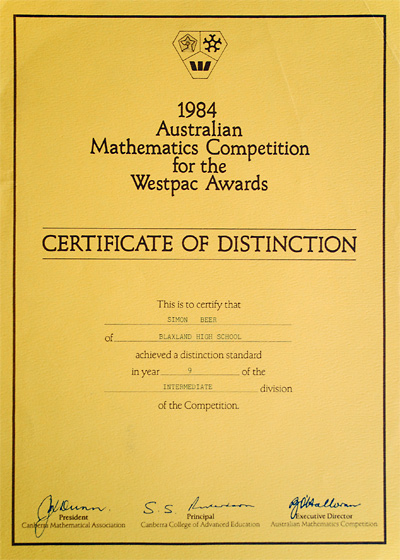 1984
Australian
Mathematics Competition
for the
Westpac Awards
CERTIFICATE OF DISTINCTION
This is to certify that
SIMON BEER
of BLAXLAND HIGH SCHOOL
achieved a distinction standard
in year 9 of the
INTERMEDIATE division
of the Competition.
President
Canberra Mathematical Association
Principal
Canberra College of Advanced Education
Executive Director
Australian Mathematics Competition